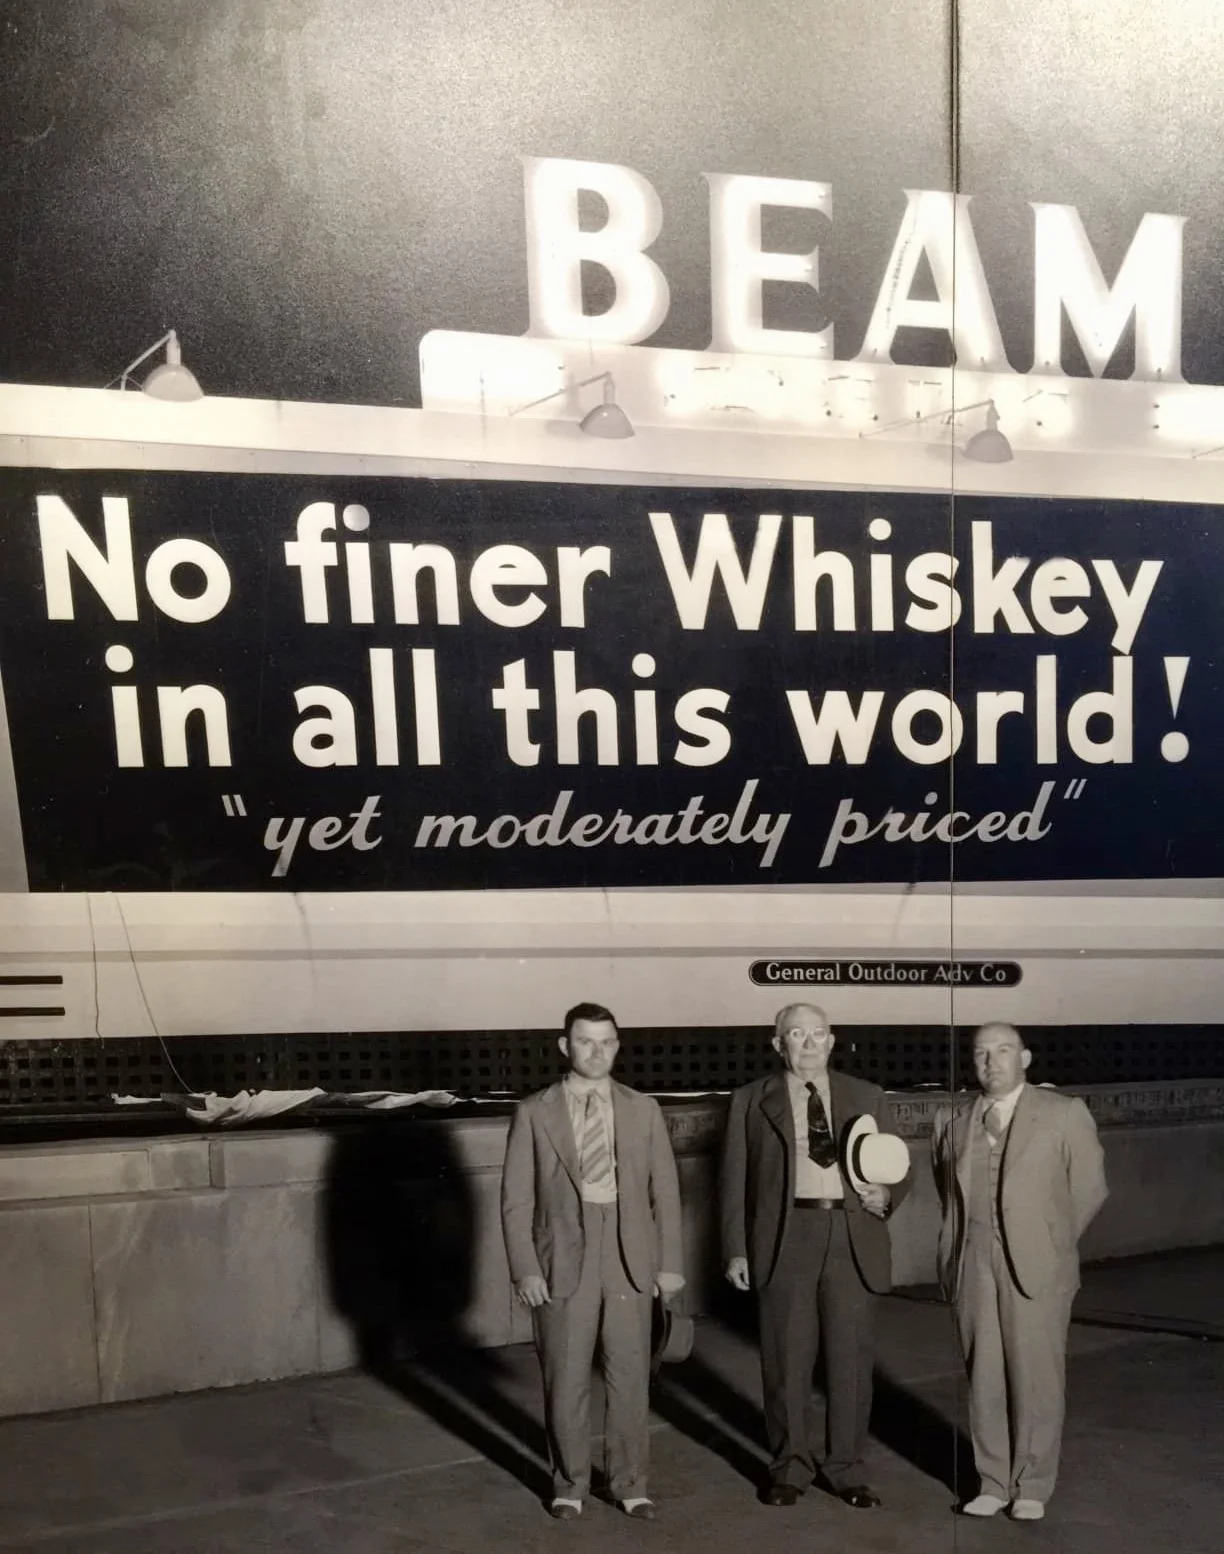 BEAM
No finer Whiskey
in all this world!
"yet moderately priced"
General Outdoor Adv Co